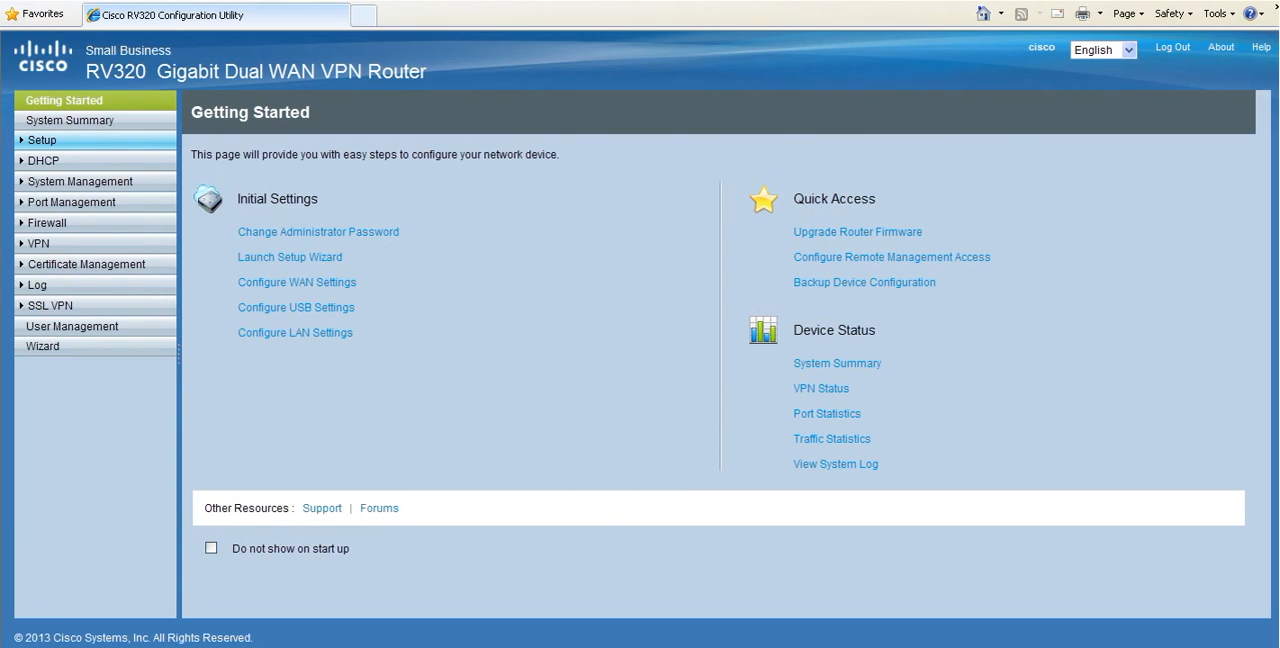 Favorites
Cisco RV320 Configuration Utility
Page
Safety
Tools
CISCO
Small Business
RV320 Gigabit Dual WAN VPN Router
cisco
English
Log Out
About
Help
Getting Started
System Summary
Setup
DHCP
System Management
Port Management
Firewall
VPN
Certificate Management
Log
SSL VPN
User Management
Wizard
Getting Started
This page will provide you with easy steps to configure your network device.
Initial Settings
Change Administrator Password
Launch Setup Wizard
Configure WAN Settings
Configure USB Settings
Configure LAN Settings
Quick Access
Upgrade Router Firmware
Configure Remote Management Access
Backup Device Configuration
Device Status
System Summary
VPN Status
Port Statistics
Traffic Statistics
View System Log
Other Resources : Support | Forums
Do not show on start up
© 2013 Cisco Systems, Inc. All Rights Reserved.